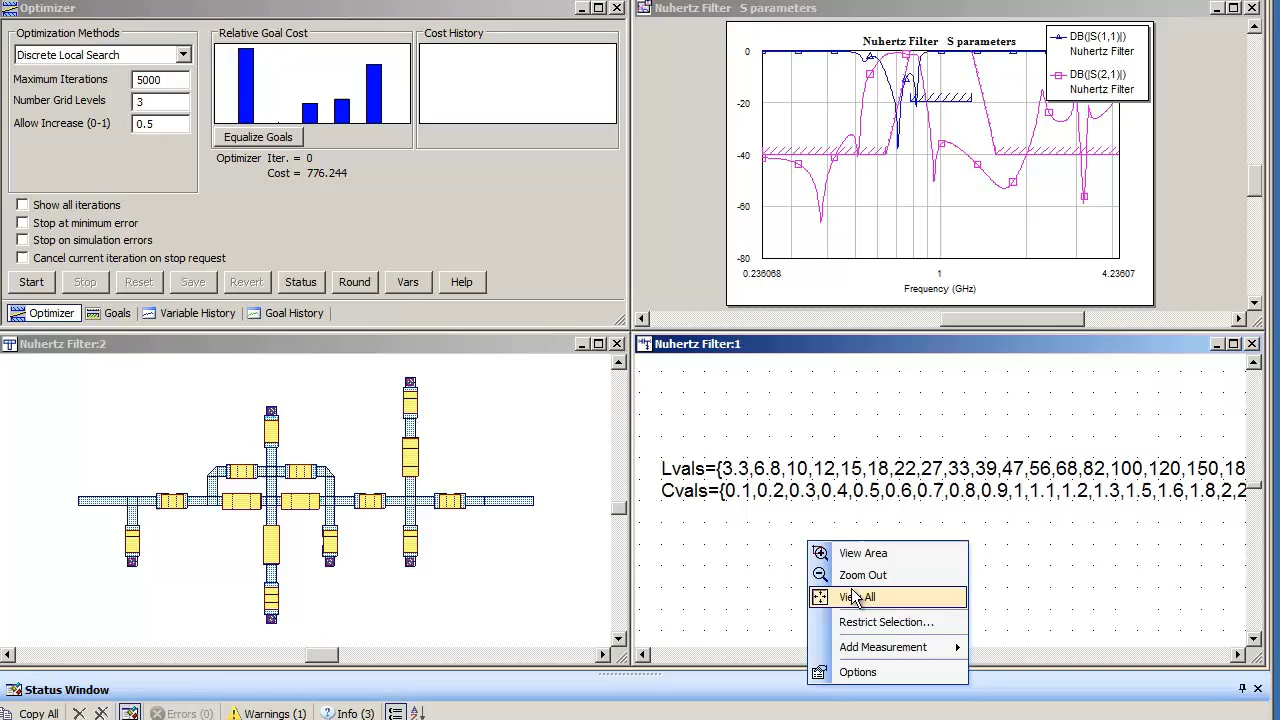 Optimizer
Optimization Methods
Discrete Local Search
Maximum Iterations 5000
Number Grid Levels 3
Allow Increase (0-1) 0.5
Relative Goal Cost
Equalize Goals
Cost History
Optimizer Iter. = 0
Cost = 776.244
Show all iterations
Stop at minimum error
Stop on simulation errors
Cancel current iteration on stop request
Start Stop Reset Save Revert Status Round Vars Help
Optimizer Goals Variable History Goal History
Nuhertz Filter S parameters
Nuhertz Filter S parameters
DB(|S(1,1)|)
Nuhertz Filter
DB(|S(2,1)|)
Nuhertz Filter
0
-20
-40
-60
-80
0.236068 1 4.23607
Frequency (GHz)
Nuhertz Filter:2
Nuhertz Filter:1
Lvals={3.3,6.8,10,12,15,18,22,27,33,39,47,56,68,82,100,120,150,18
Cvals={0.1,0.2,0.3,0.4,0.5,0.6,0.7,0.8,0.9,1,1.1,1.2,1.3,1.5,1.6,1.8,2,2
View Area
Zoom Out
View All
Restrict Selection...
Add Measurement
Options
Status Window
Copy All Errors (0) Warnings (1) Info (3)